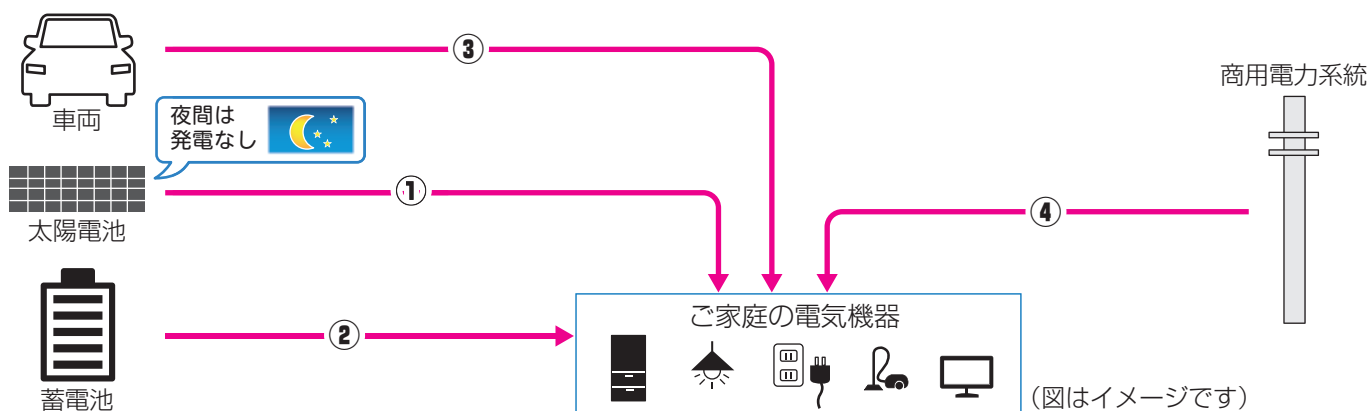 ③
商用電力系統
車両
夜間は
発電なし
①
④
太陽電池
ご家庭の電気機器
②
蓄電池
（図はイメージです）